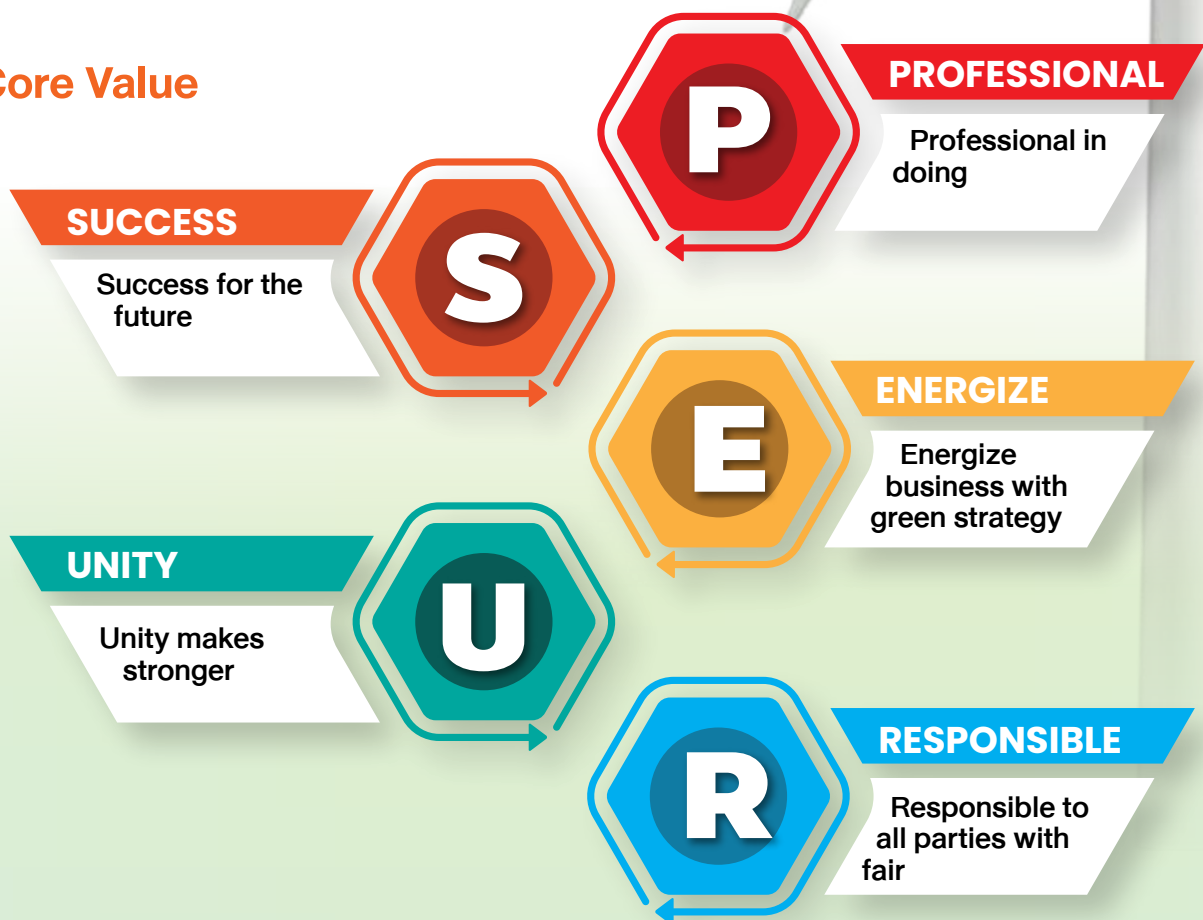 Core Value
P
PROFESSIONAL
Professional in
doing
S
SUCCESS
Success for the
future
E
ENERGIZE
Energize
business with
green strategy
U
UNITY
Unity makes
stronger
R
RESPONSIBLE
Responsible to
all parties with
fair